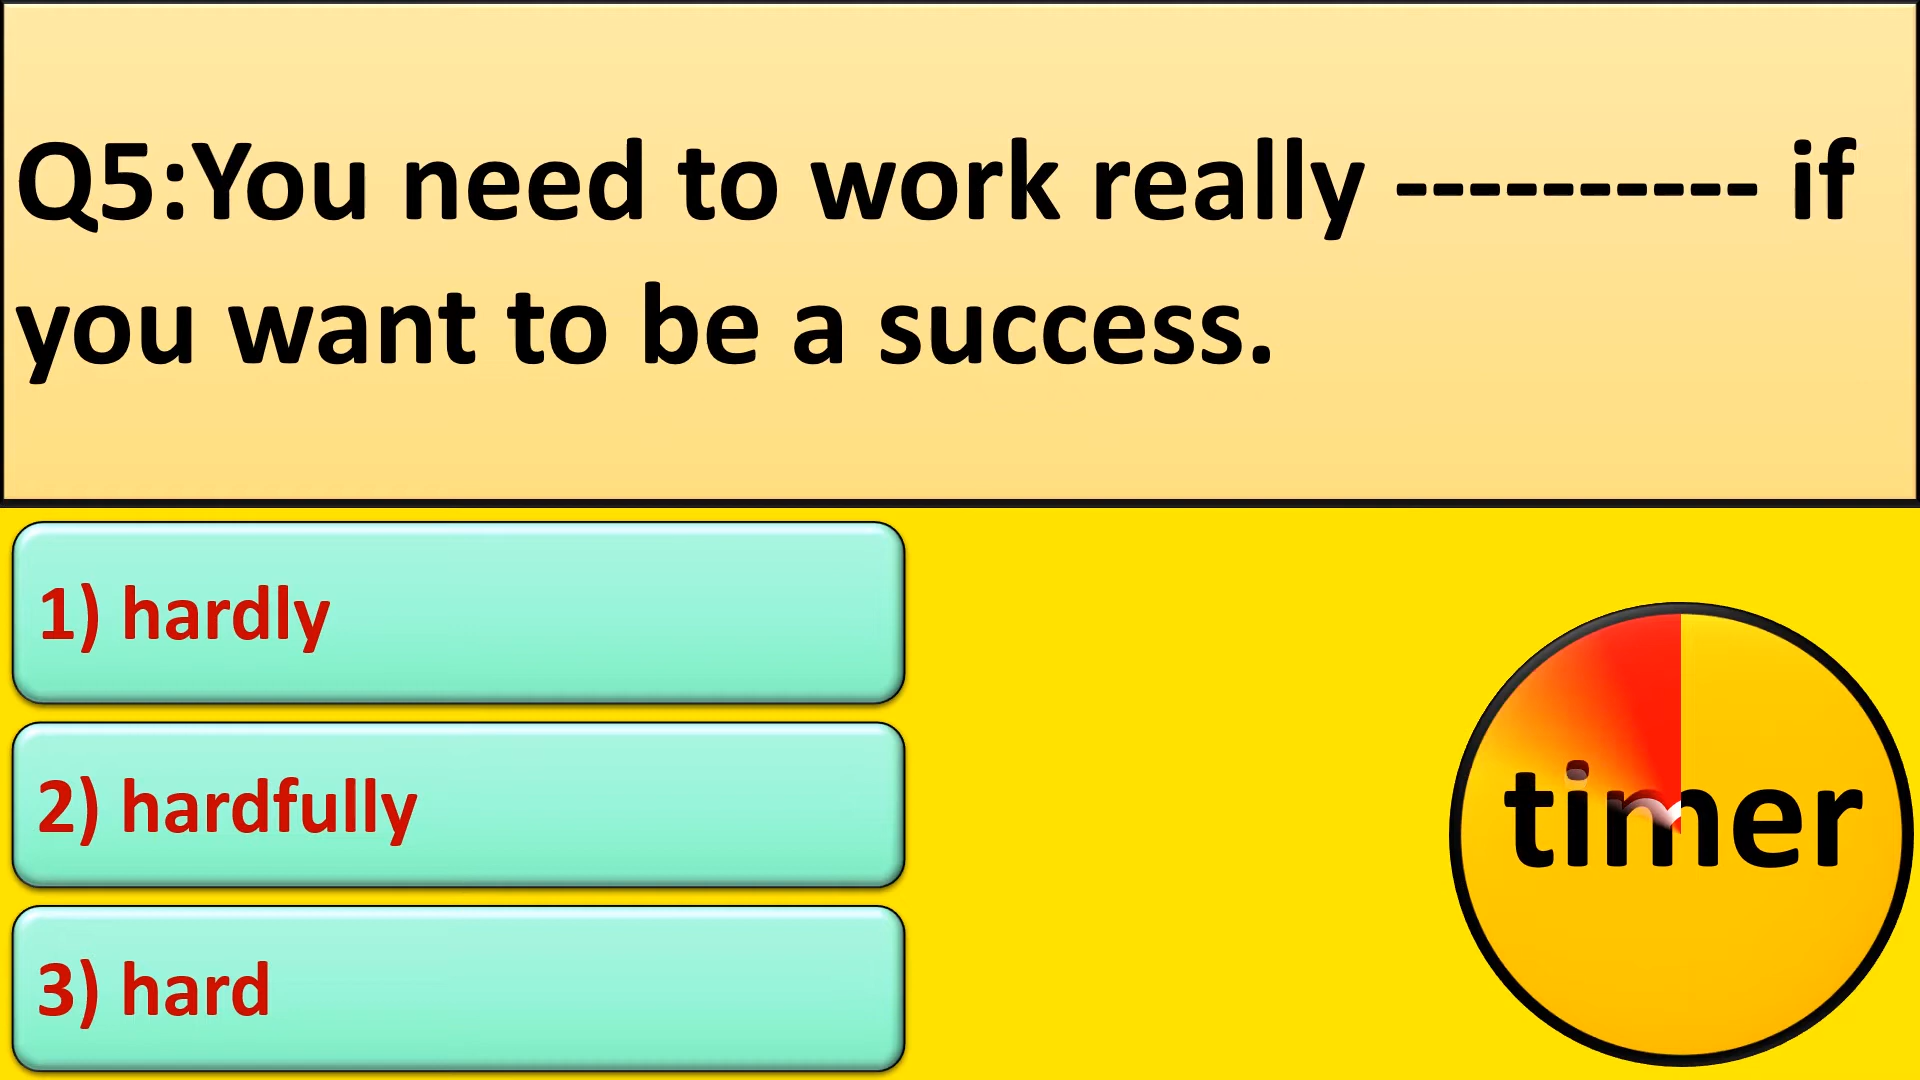 Q5:You need to work really ---------- if
you want to be a success.
1) hardly
2) hardfully
3) hard
timer